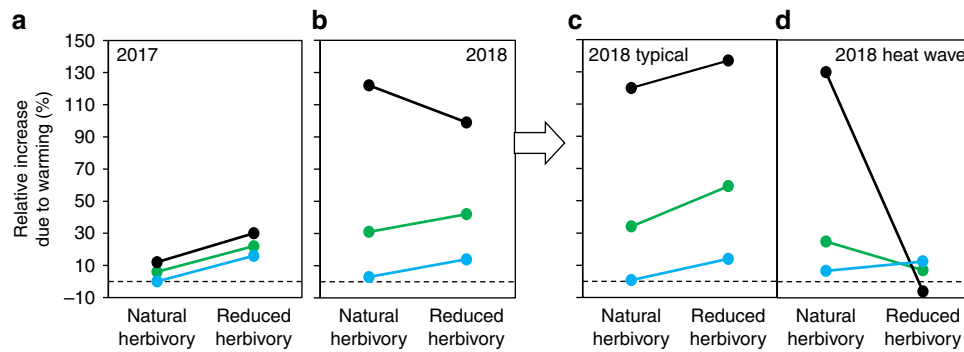 a
b
c
d
2017
2018
2018 typical
2018 heat wave
Relative increase
due to warming (%)
150
130
110
90
70
50
30
10
–10
Natural
herbivory
Reduced
herbivory
Natural
herbivory
Reduced
herbivory
Natural
herbivory
Reduced
herbivory
Natural
herbivory
Reduced
herbivory